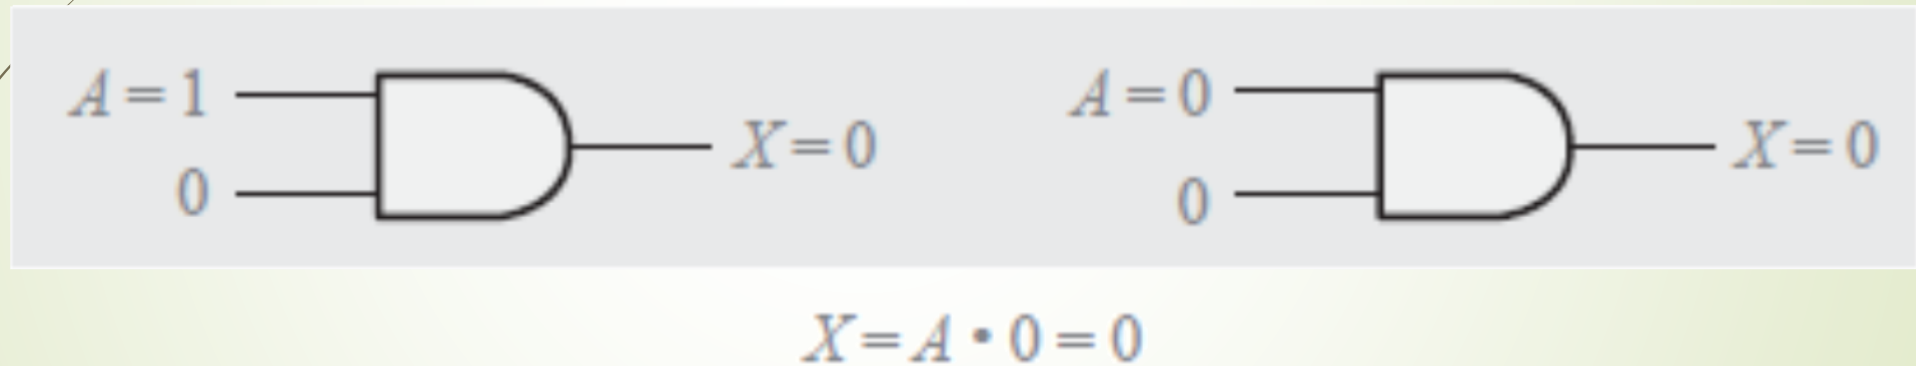 A = 1
0
X = 0
A = 0
0
X = 0
X = A • 0 = 0